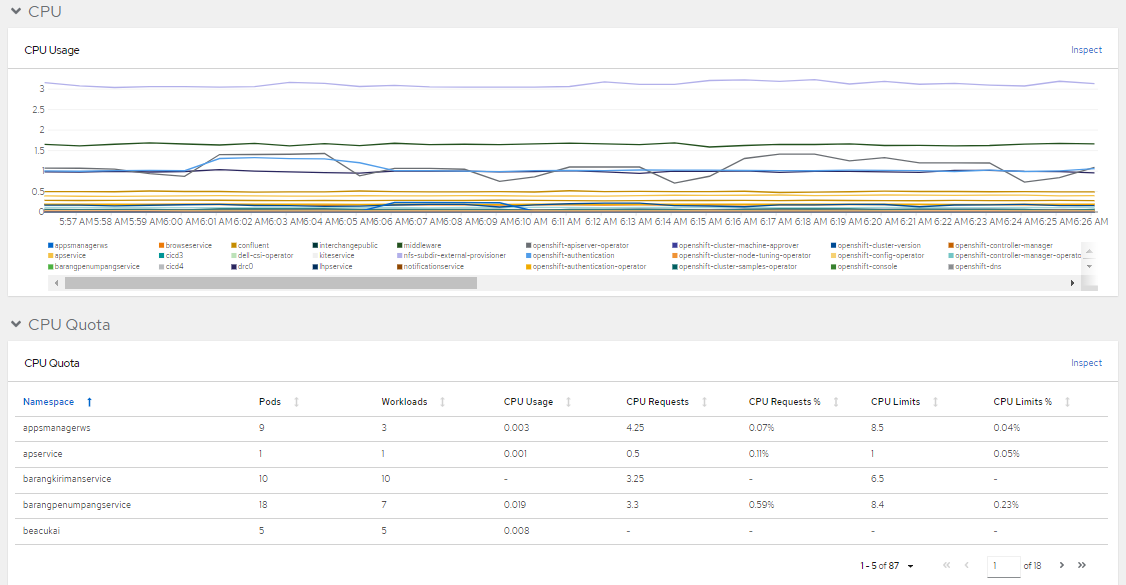 CPU
CPU Usage
Inspect
3
2.5
2
1.5
1
0.5
0
5:57 AM 5:58 AM 5:59 AM 6:00 AM 6:01 AM 6:02 AM 6:03 AM 6:04 AM 6:05 AM 6:06 AM 6:07 AM 6:08 AM 6:09 AM 6:10 AM 6:11 AM 6:12 AM 6:13 AM 6:14 AM 6:15 AM 6:16 AM 6:17 AM 6:18 AM 6:19 AM 6:20 AM 6:21 AM 6:22 AM 6:23 AM 6:24 AM 6:25 AM 6:26 AM
appsmanagerws browseservice confluent interchangepublic middleware openshift-apiserver-operator openshift-cluster-machine-approver openshift-cluster-version openshift-controller-manager
apservice cicd3 dell-csi-operator kiteservice nfs-subdir-external-provisioner openshift-authentication openshift-cluster-node-tuning-operator openshift-config-operator openshift-controller-manager-operato
barangpenumpangservice cicd4 drc0 lhpservice notificationservice openshift-authentication-operator openshift-cluster-samples-operator openshift-console openshift-dns
CPU Quota
CPU Quota
Inspect
Namespace Pods Workloads CPU Usage CPU Requests CPU Requests % CPU Limits CPU Limits %
appsmanagerws 9 3 0.003 4.25 0.07% 8.5 0.04%
apservice 1 1 0.001 0.5 0.11% 1 0.05%
barangkirimanservice 10 10 - 3.25 - 6.5 -
barangpenumpangservice 18 7 0.019 3.3 0.59% 8.4 0.23%
beacukai 5 5 0.008 - - - -
1 - 5 of 87 1 of 18